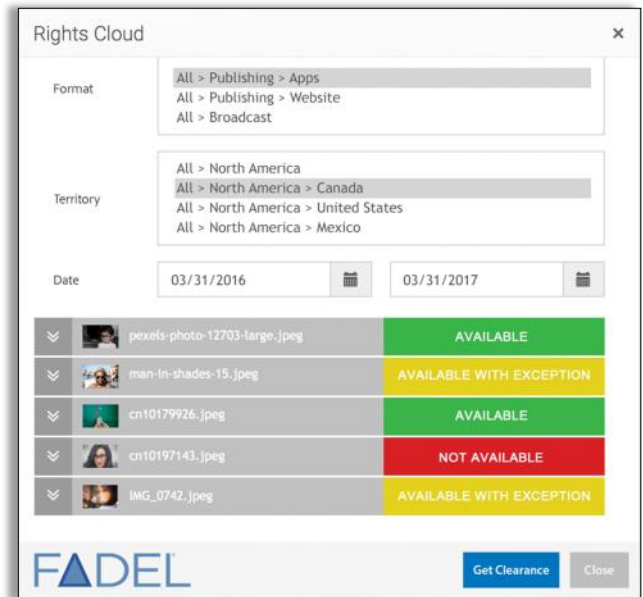 Rights Cloud
×
Format
All > Publishing > Apps
All > Publishing > Website
All > Broadcast
Territory
All > North America
All > North America > Canada
All > North America > United States
All > North America > Mexico
Date
03/31/2016
03/31/2017
pexels-photo-12703-large.jpeg AVAILABLE
man-in-shades-15.jpeg AVAILABLE WITH EXCEPTION
cn10179926.jpeg AVAILABLE
cn10197143.jpeg NOT AVAILABLE
IMG_0742.jpeg AVAILABLE WITH EXCEPTION
FADEL
Get Clearance
Close